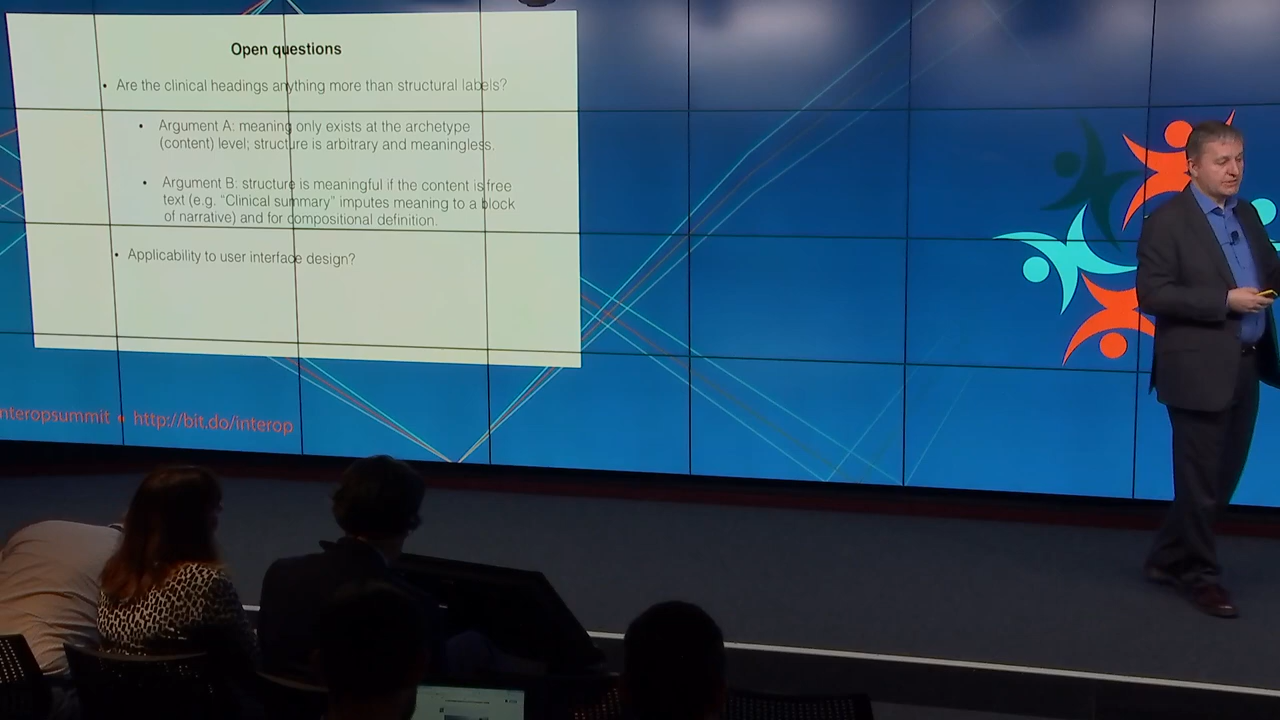 Open questions
• Are the clinical headings anything more than structural labels?
• Argument A: meaning only exists at the archetype
(content) level; structure is arbitrary and meaningless.
• Argument B: structure is meaningful if the content is free
text (e.g. “Clinical summary” imputes meaning to a block
of narrative) and for compositional definition.
• Applicability to user interface design?
nteropsummit • http://bit.do/interop